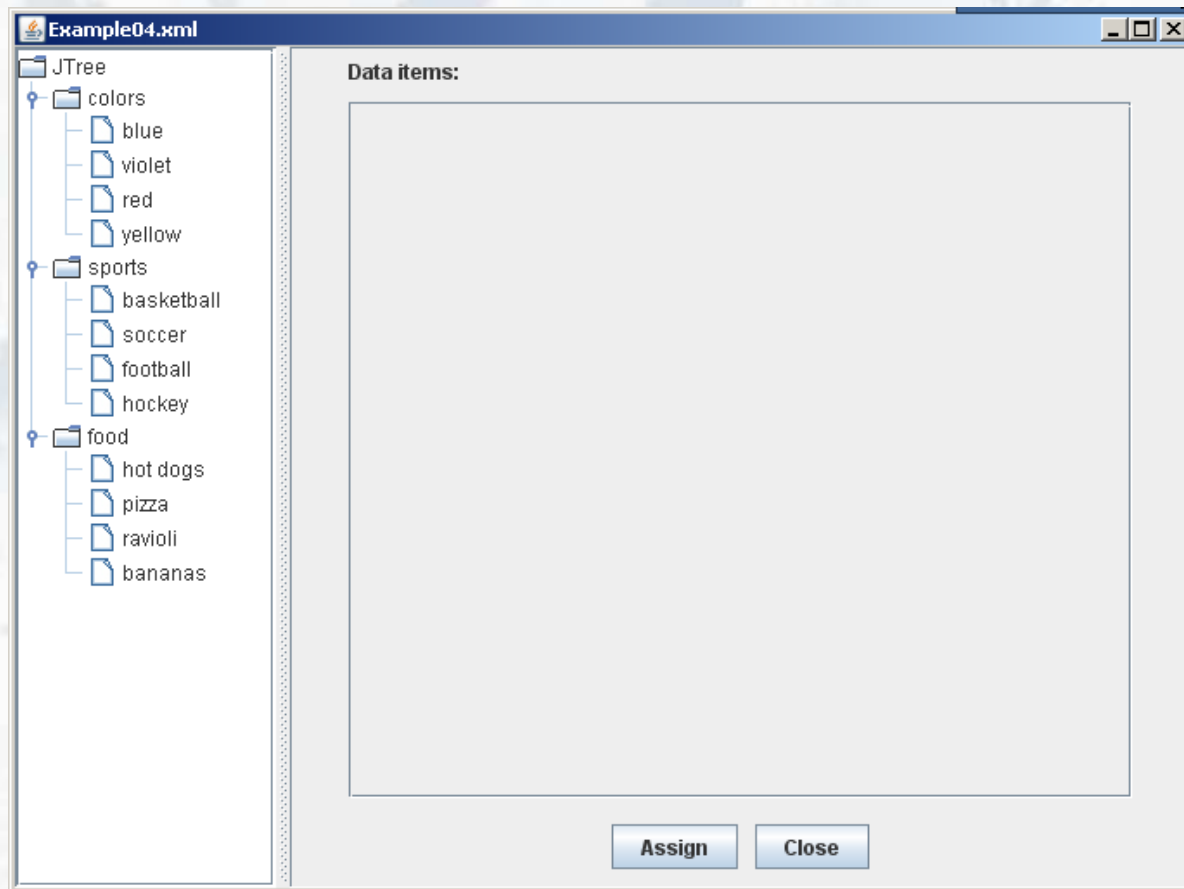 Example04.xml
JTree
colors
blue
violet
red
yellow
sports
basketball
soccer
football
hockey
food
hot dogs
pizza
ravioli
bananas
Data items:
Assign
Close